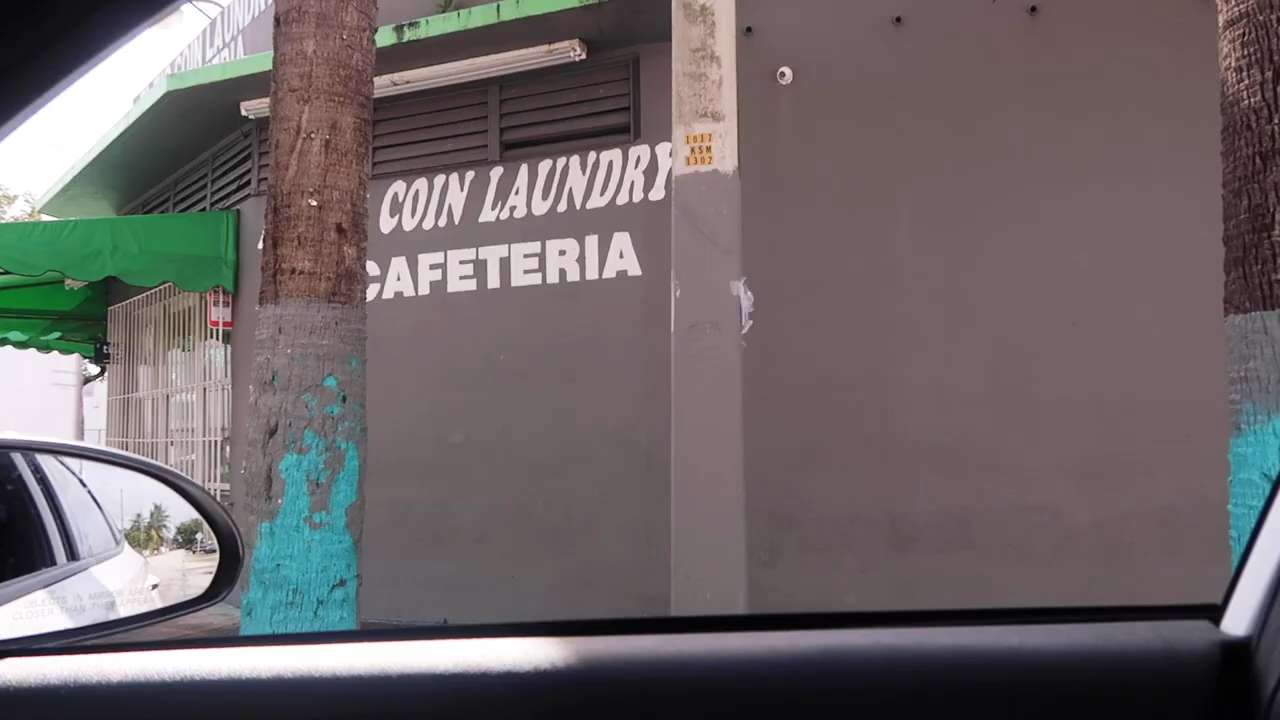 COIN LAUNDRY
COIN LAUNDRY
CAFETERIA
1017
KSM
1302
OBJECTS IN MIRROR ARE
CLOSER THAN THEY APPEAR